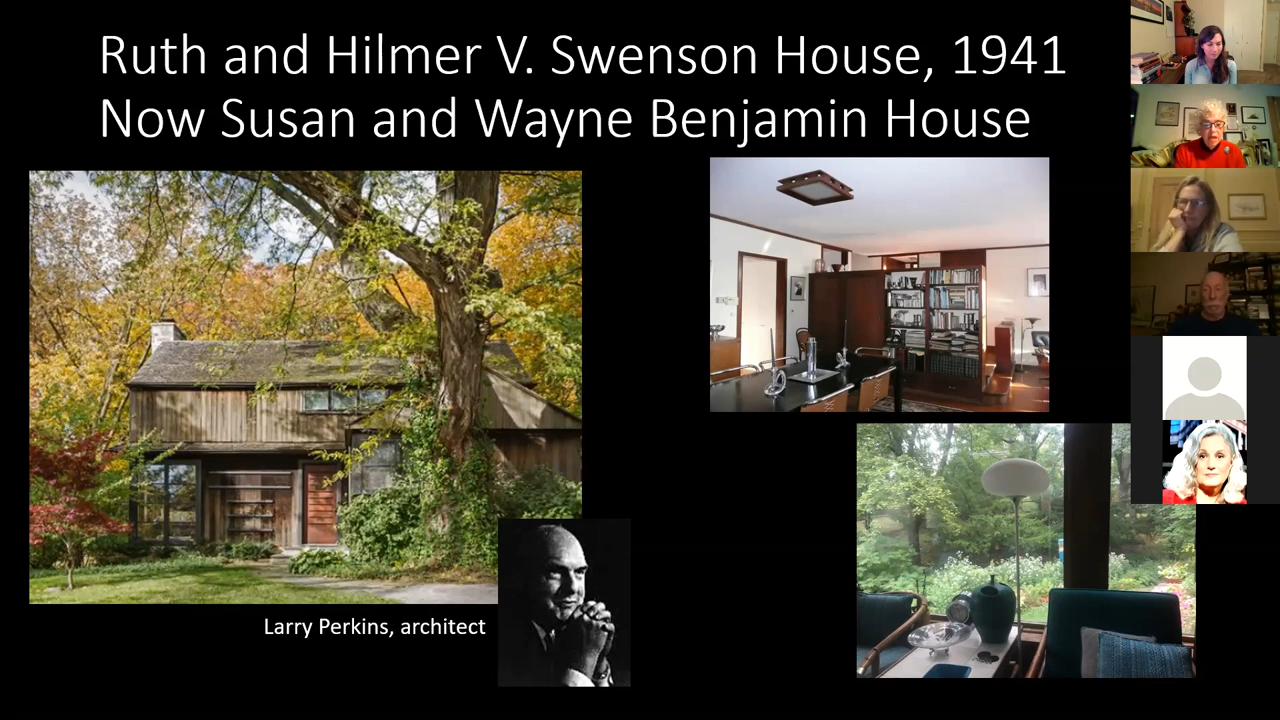 Ruth and Hilmer V. Swenson House, 1941
Now Susan and Wayne Benjamin House
Larry Perkins, architect